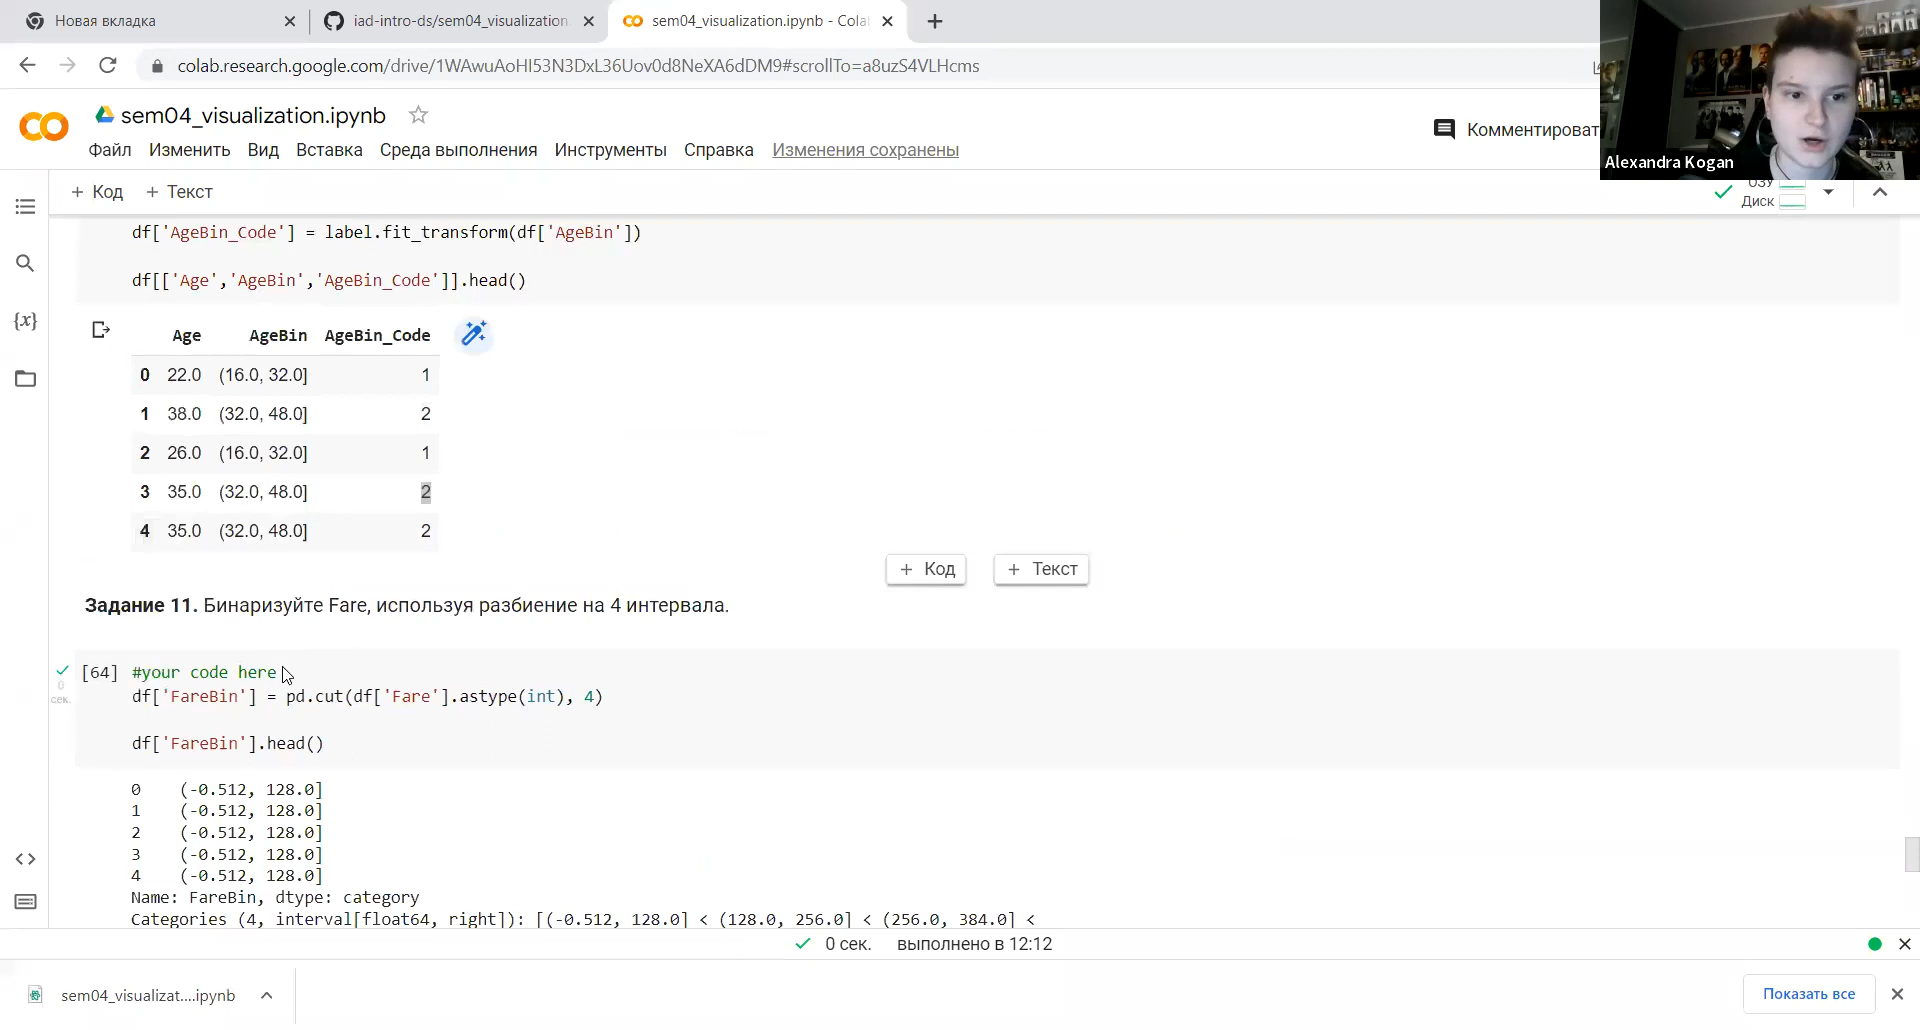 Новая вкладка
iad-intro-ds/sem04_visualization
sem04_visualization.ipynb - Cola
colab.research.google.com/drive/1WAwuAoHI53N3DxL36Uov0d8NeXA6dDM9#scrollTo=a8uzS4VLHcms
sem04_visualization.ipynb
Комментироват
Файл Изменить Вид Вставка Среда выполнения Инструменты Справка Изменения сохранены
Alexandra Kogan
+ Код + Текст
ОЗУ
Диск
df['AgeBin_Code'] = label.fit_transform(df['AgeBin'])
df[['Age','AgeBin','AgeBin_Code']].head()
Age AgeBin AgeBin_Code
0 22.0 (16.0, 32.0] 1
1 38.0 (32.0, 48.0] 2
2 26.0 (16.0, 32.0] 1
3 35.0 (32.0, 48.0] 2
4 35.0 (32.0, 48.0] 2
+ Код + Текст
Задание 11. Бинаризуйте Fare, используя разбиение на 4 интервала.
[64] #your code here
0
сек.
df['FareBin'] = pd.cut(df['Fare'].astype(int), 4)
df['FareBin'].head()
0 (-0.512, 128.0]
1 (-0.512, 128.0]
2 (-0.512, 128.0]
3 (-0.512, 128.0]
4 (-0.512, 128.0]
Name: FareBin, dtype: category
Categories (4, interval[float64, right]): [(-0.512, 128.0] < (128.0, 256.0] < (256.0, 384.0] <
0 сек. выполнено в 12:12
sem04_visualizat....ipynb
Показать все